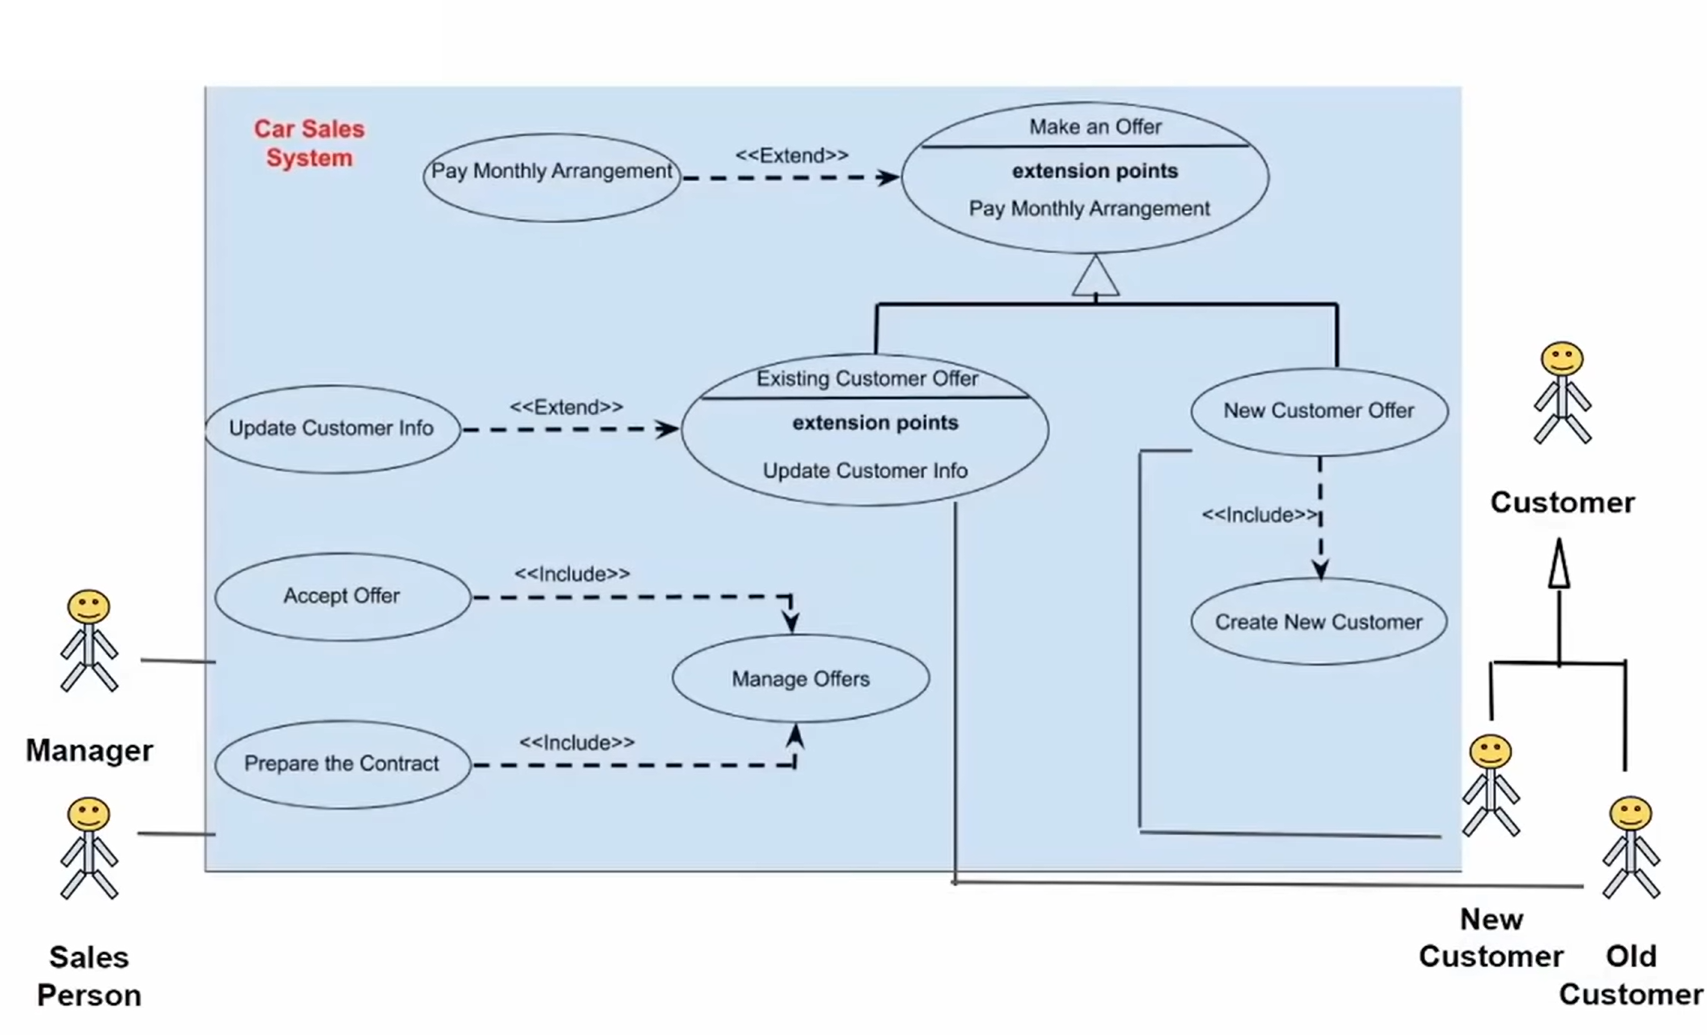 Car Sales
System
Make an Offer
<<Extend>>
Pay Monthly Arrangement
extension points
Pay Monthly Arrangement
Existing Customer Offer
<<Extend>>
New Customer Offer
Update Customer Info
extension points
Update Customer Info
Customer
<<Include>>
<<Include>>
Accept Offer
Create New Customer
Manage Offers
Manager
<<Include>>
Prepare the Contract
New
Customer
Sales
Person
Old
Customer